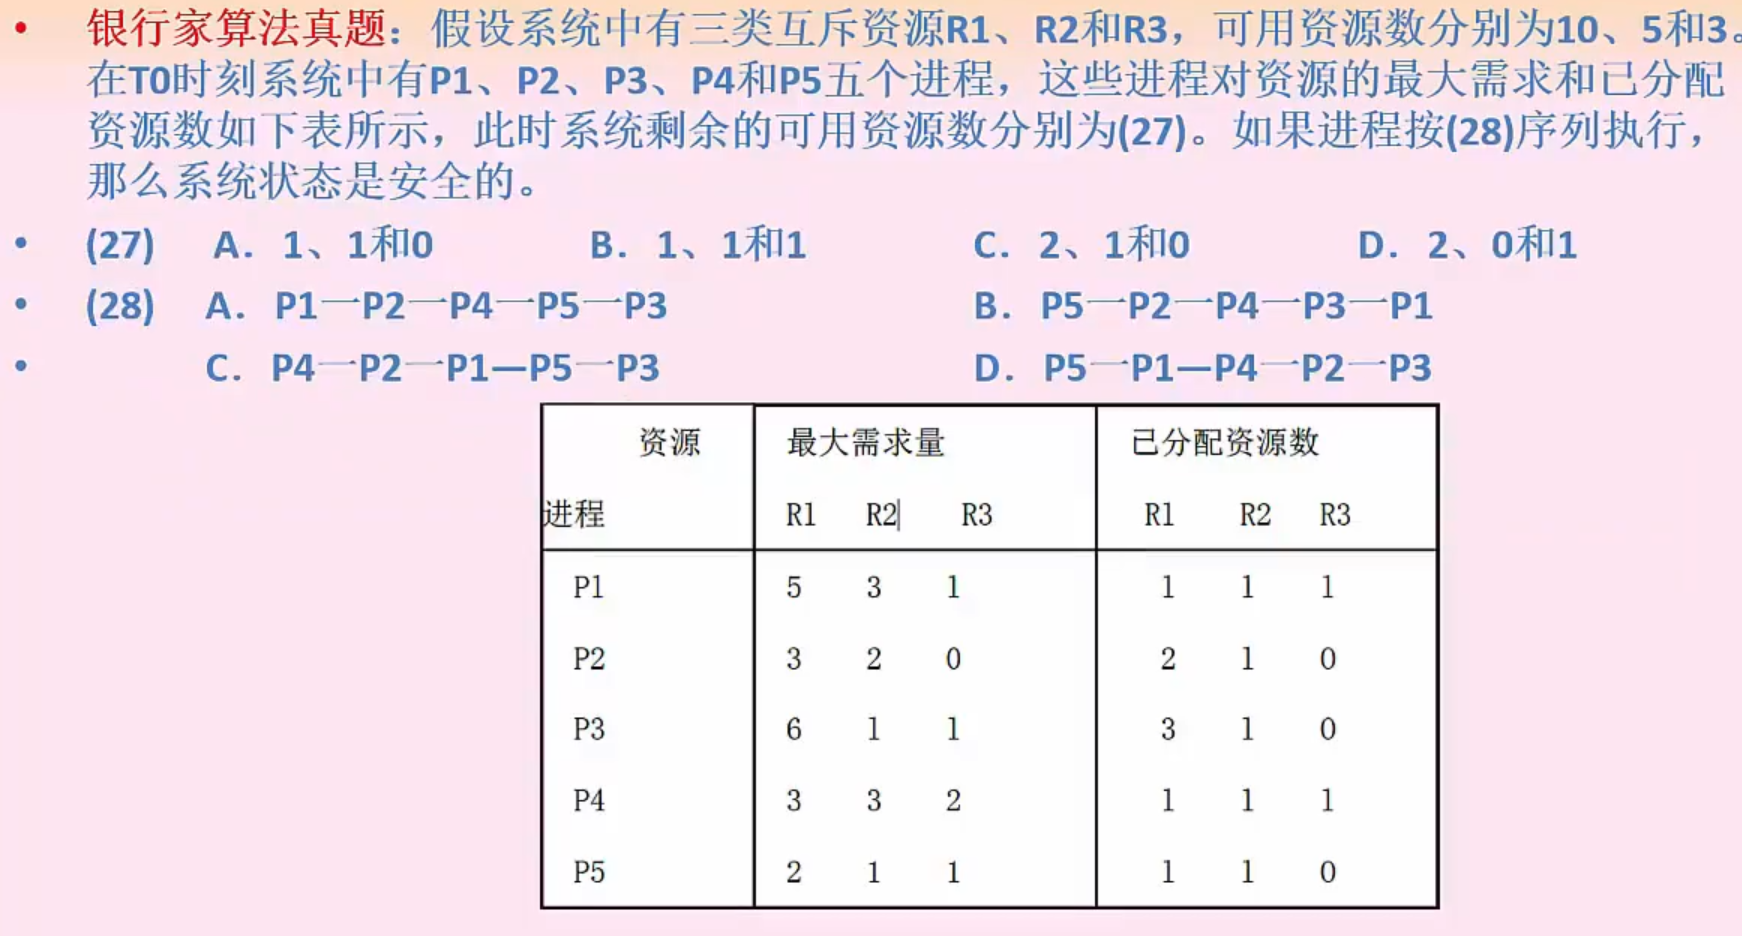 • 银行家算法真题：假设系统中有三类互斥资源R1、R2和R3，可用资源数分别为10、5和3。
在T0时刻系统中有P1、P2、P3、P4和P5五个进程，这些进程对资源的最大需求和已分配
资源数如下表所示，此时系统剩余的可用资源数分别为(27)。如果进程按(28)序列执行，
那么系统状态是安全的。
• (27) A. 1、1和0 B. 1、1和1 C. 2、1和0 D. 2、0和1
• (28) A. P1一P2一P4一P5一P3 B. P5一P2一P4一P3一P1
• C. P4一P2一P1—P5一P3 D. P5一P1—P4一P2一P3
资源 最大需求量 已分配资源数
进程 R1 R2 R3 R1 R2 R3
P1 5 3 1 1 1 1
P2 3 2 0 2 1 0
P3 6 1 1 3 1 0
P4 3 3 2 1 1 1
P5 2 1 1 1 1 0